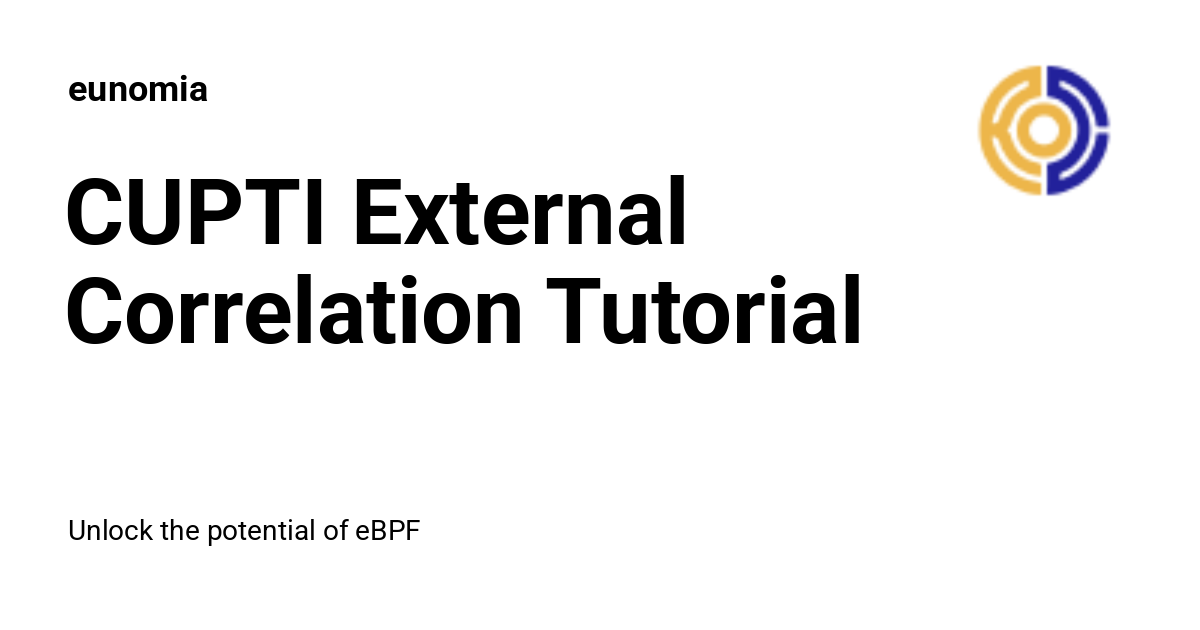 eunomia
CUPTI External
Correlation Tutorial
Unlock the potential of eBPF